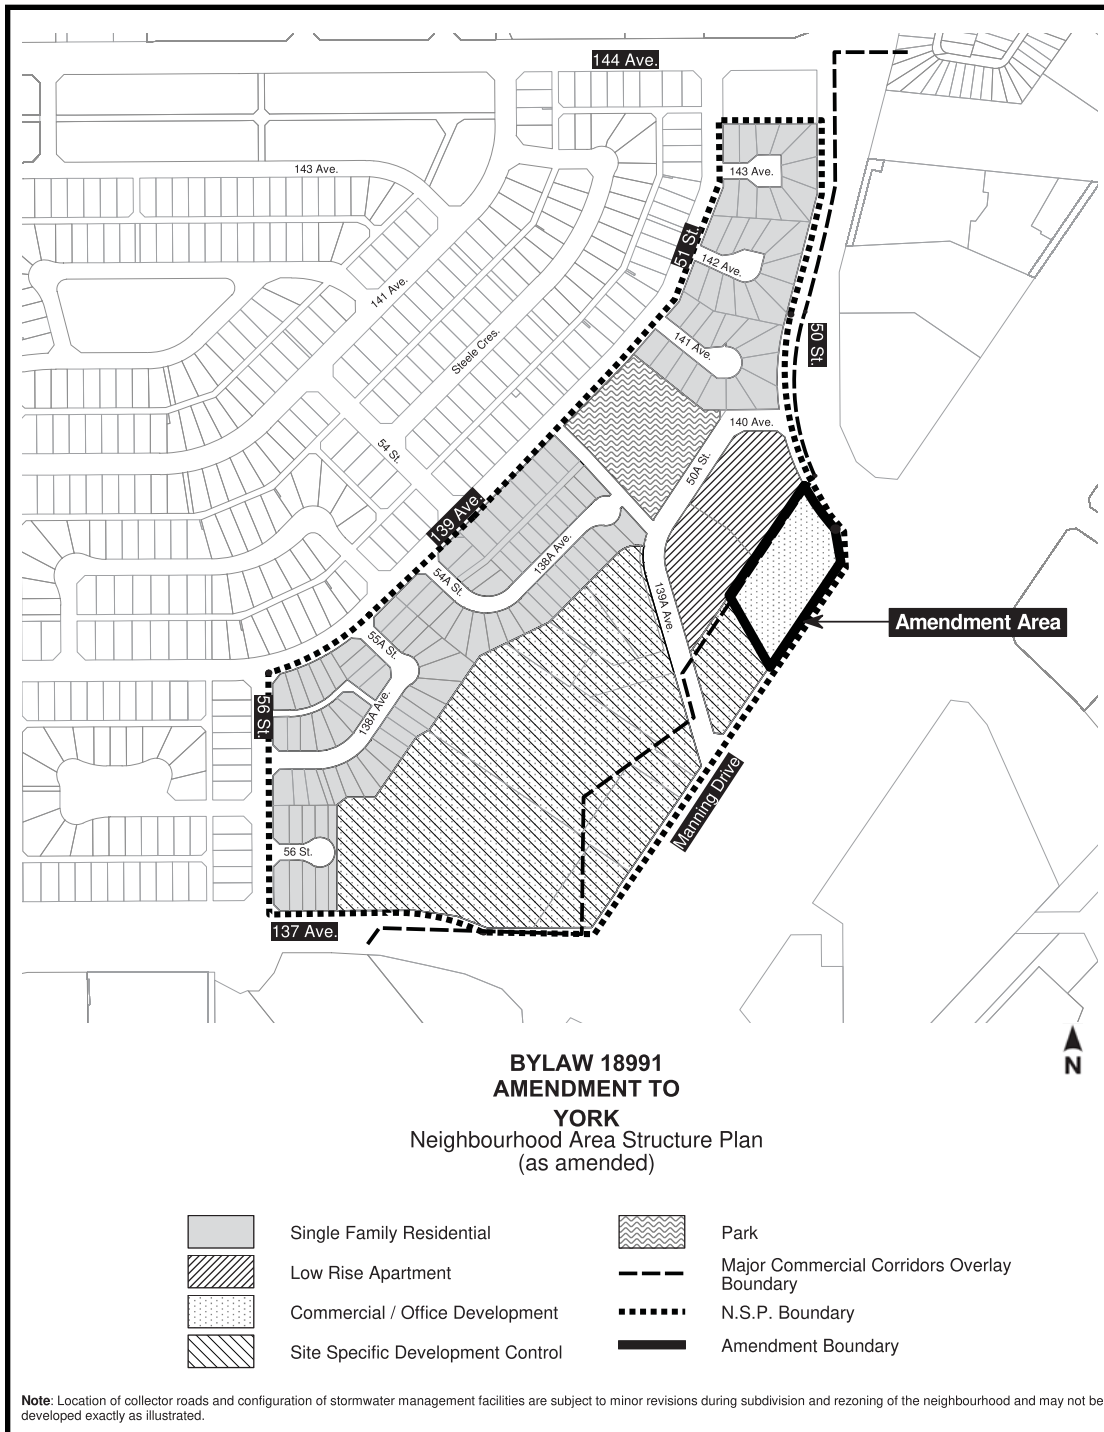 144 Ave.
143 Ave.
143 Ave.
51 St.
142 Ave.
141 Ave.
Steele Cres.
141 Ave.
50 St.
140 Ave.
54 St.
50A St.
139 Ave.
138A Ave.
54A St.
139A Ave.
Amendment Area
55A St.
56 St.
138A Ave.
Manning Drive
56 St.
137 Ave.
N
BYLAW 18991
AMENDMENT TO
YORK
Neighbourhood Area Structure Plan
(as amended)
Single Family Residential
Low Rise Apartment
Commercial / Office Development
Site Specific Development Control
Park
Major Commercial Corridors Overlay
Boundary
N.S.P. Boundary
Amendment Boundary
Note: Location of collector roads and configuration of stormwater management facilities are subject to minor revisions during subdivision and rezoning of the neighbourhood and may not be
developed exactly as illustrated.